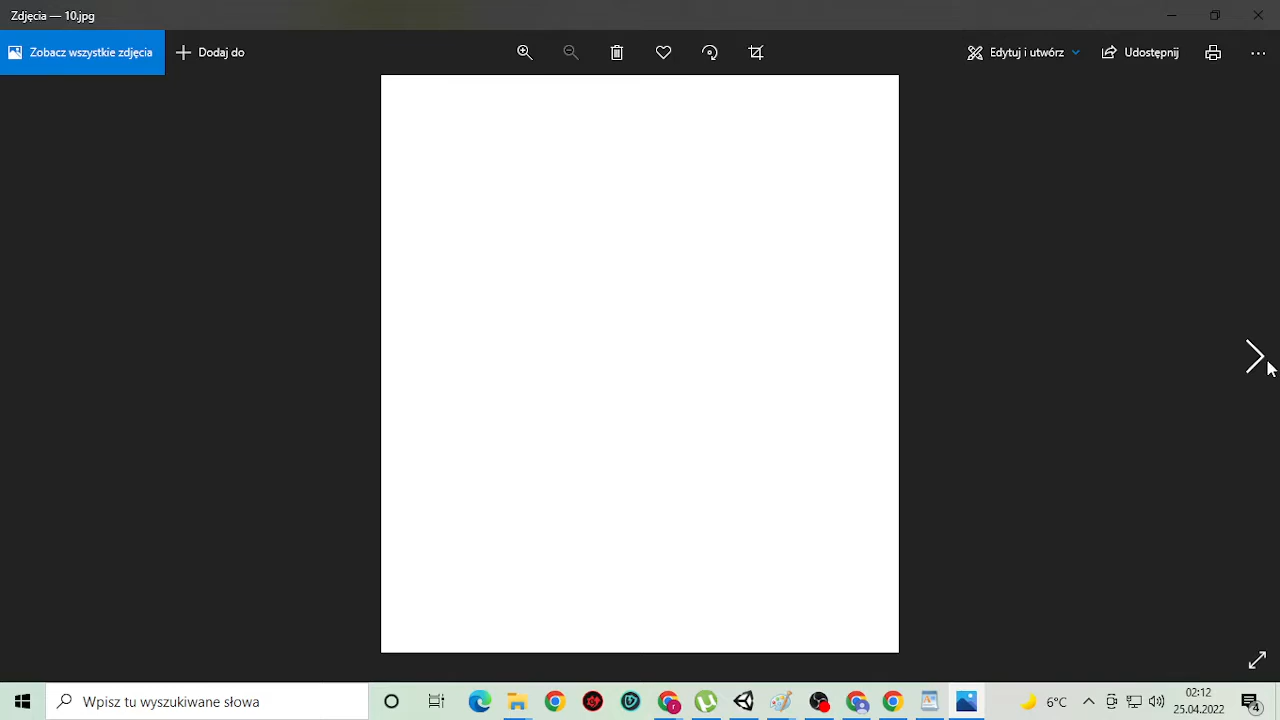 Zdjęcia — 10.jpg
Zobacz wszystkie zdjęcia
Dodaj do
Edytuj i utwórz
Udostępnij
Wpisz tu wyszukiwane słowa
6°C
02:12
25.04.2022
4